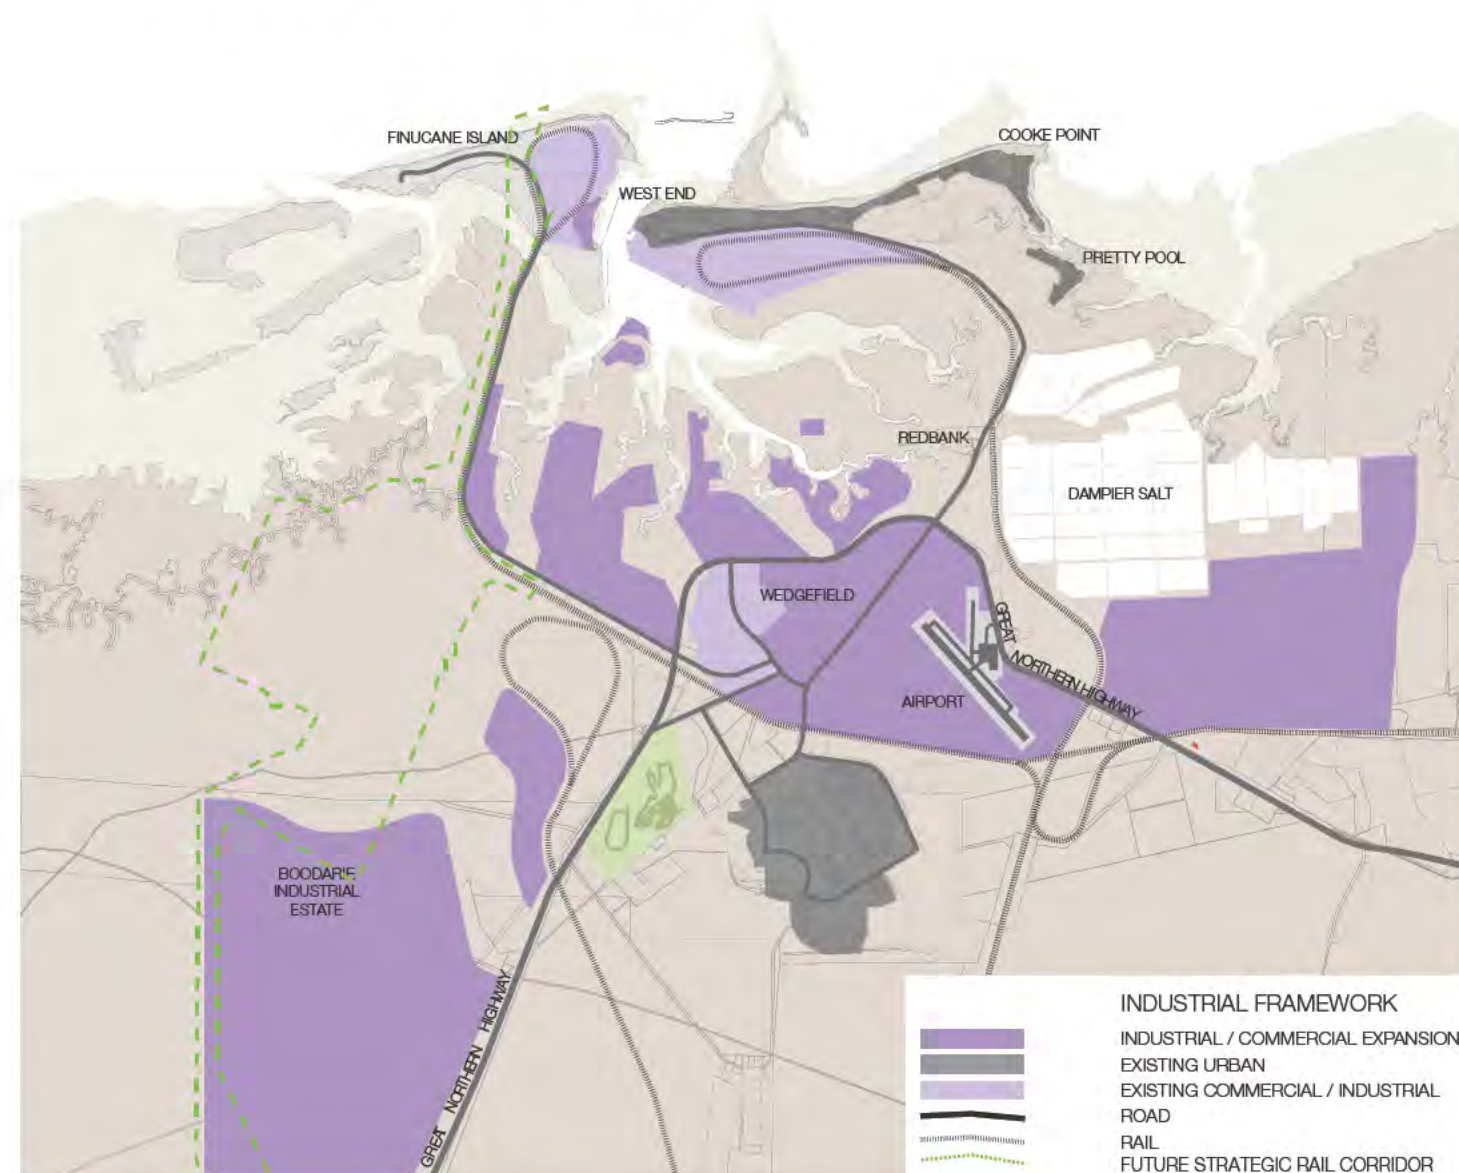 FINUCANE ISLAND
COOKE POINT
WEST END
PRETTY POOL
REDBANK
DAMPIER SALT
WEDGEFIELD
GREAT NORTHERN HIGHWAY
AIRPORT
BOODARIE
INDUSTRIAL
ESTATE
GREAT NORTHERN HIGHWAY
INDUSTRIAL FRAMEWORK
INDUSTRIAL / COMMERCIAL EXPANSION
EXISTING URBAN
EXISTING COMMERCIAL / INDUSTRIAL
ROAD
RAIL
FUTURE STRATEGIC RAIL CORRIDOR